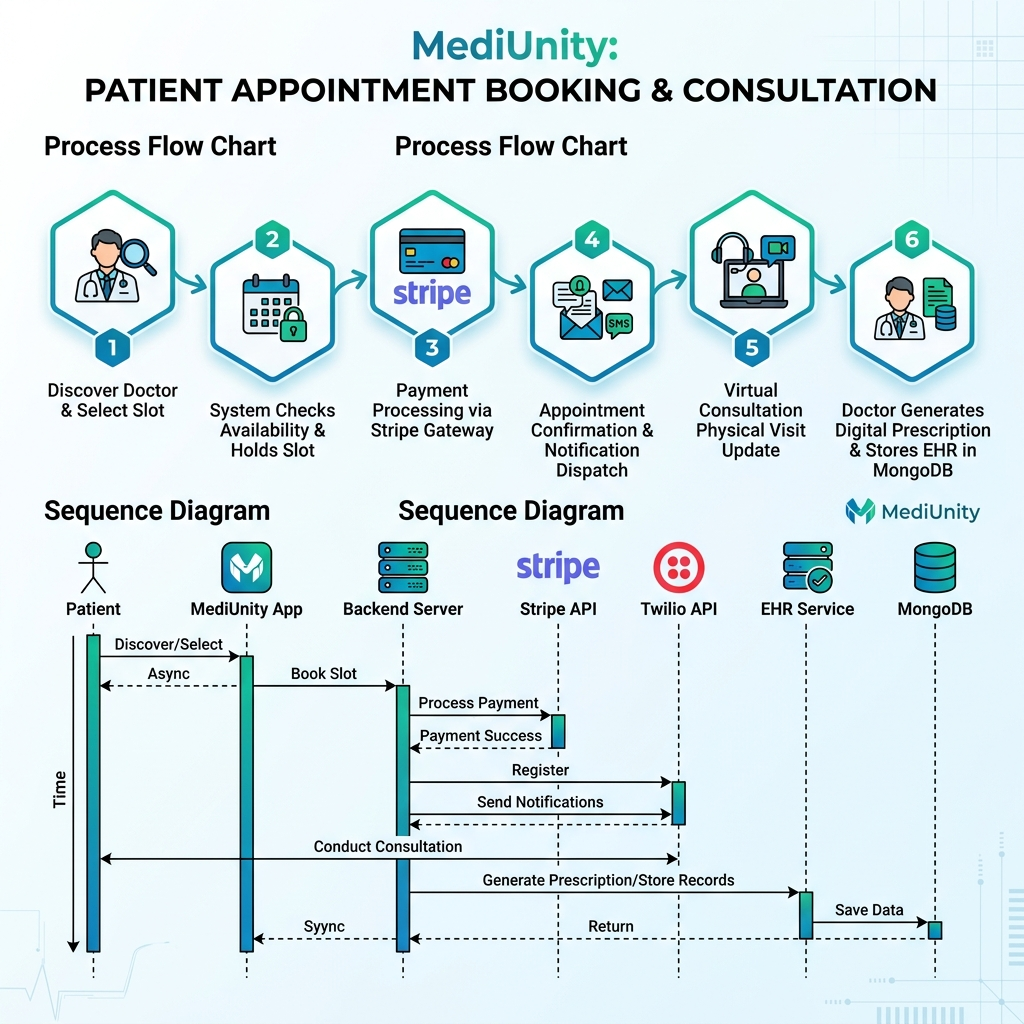 MediUnity:
PATIENT APPOINTMENT BOOKING & CONSULTATION
Process Flow Chart
Process Flow Chart
stripe
SMS
1
2
3
4
5
6
Discover Doctor
& Select Slot
System Checks
Availability &
Holds Slot
Payment
Processing via
Stripe Gateway
Appointment
Confirmation &
Notification
Dispatch
Virtual
Consultation
Physical Visit
Update
Doctor Generates
Digital Prescription
& Stores EHR in
MongoDB
Sequence Diagram
Sequence Diagram
MediUnity
stripe
Patient
MediUnity App
Backend Server
Stripe API
Twilio API
EHR Service
MongoDB
Time
Discover/Select
Async
Book Slot
Process Payment
Payment Success
Register
Send Notifications
Conduct Consultation
Generate Prescription/Store Records
Save Data
Syync
Return